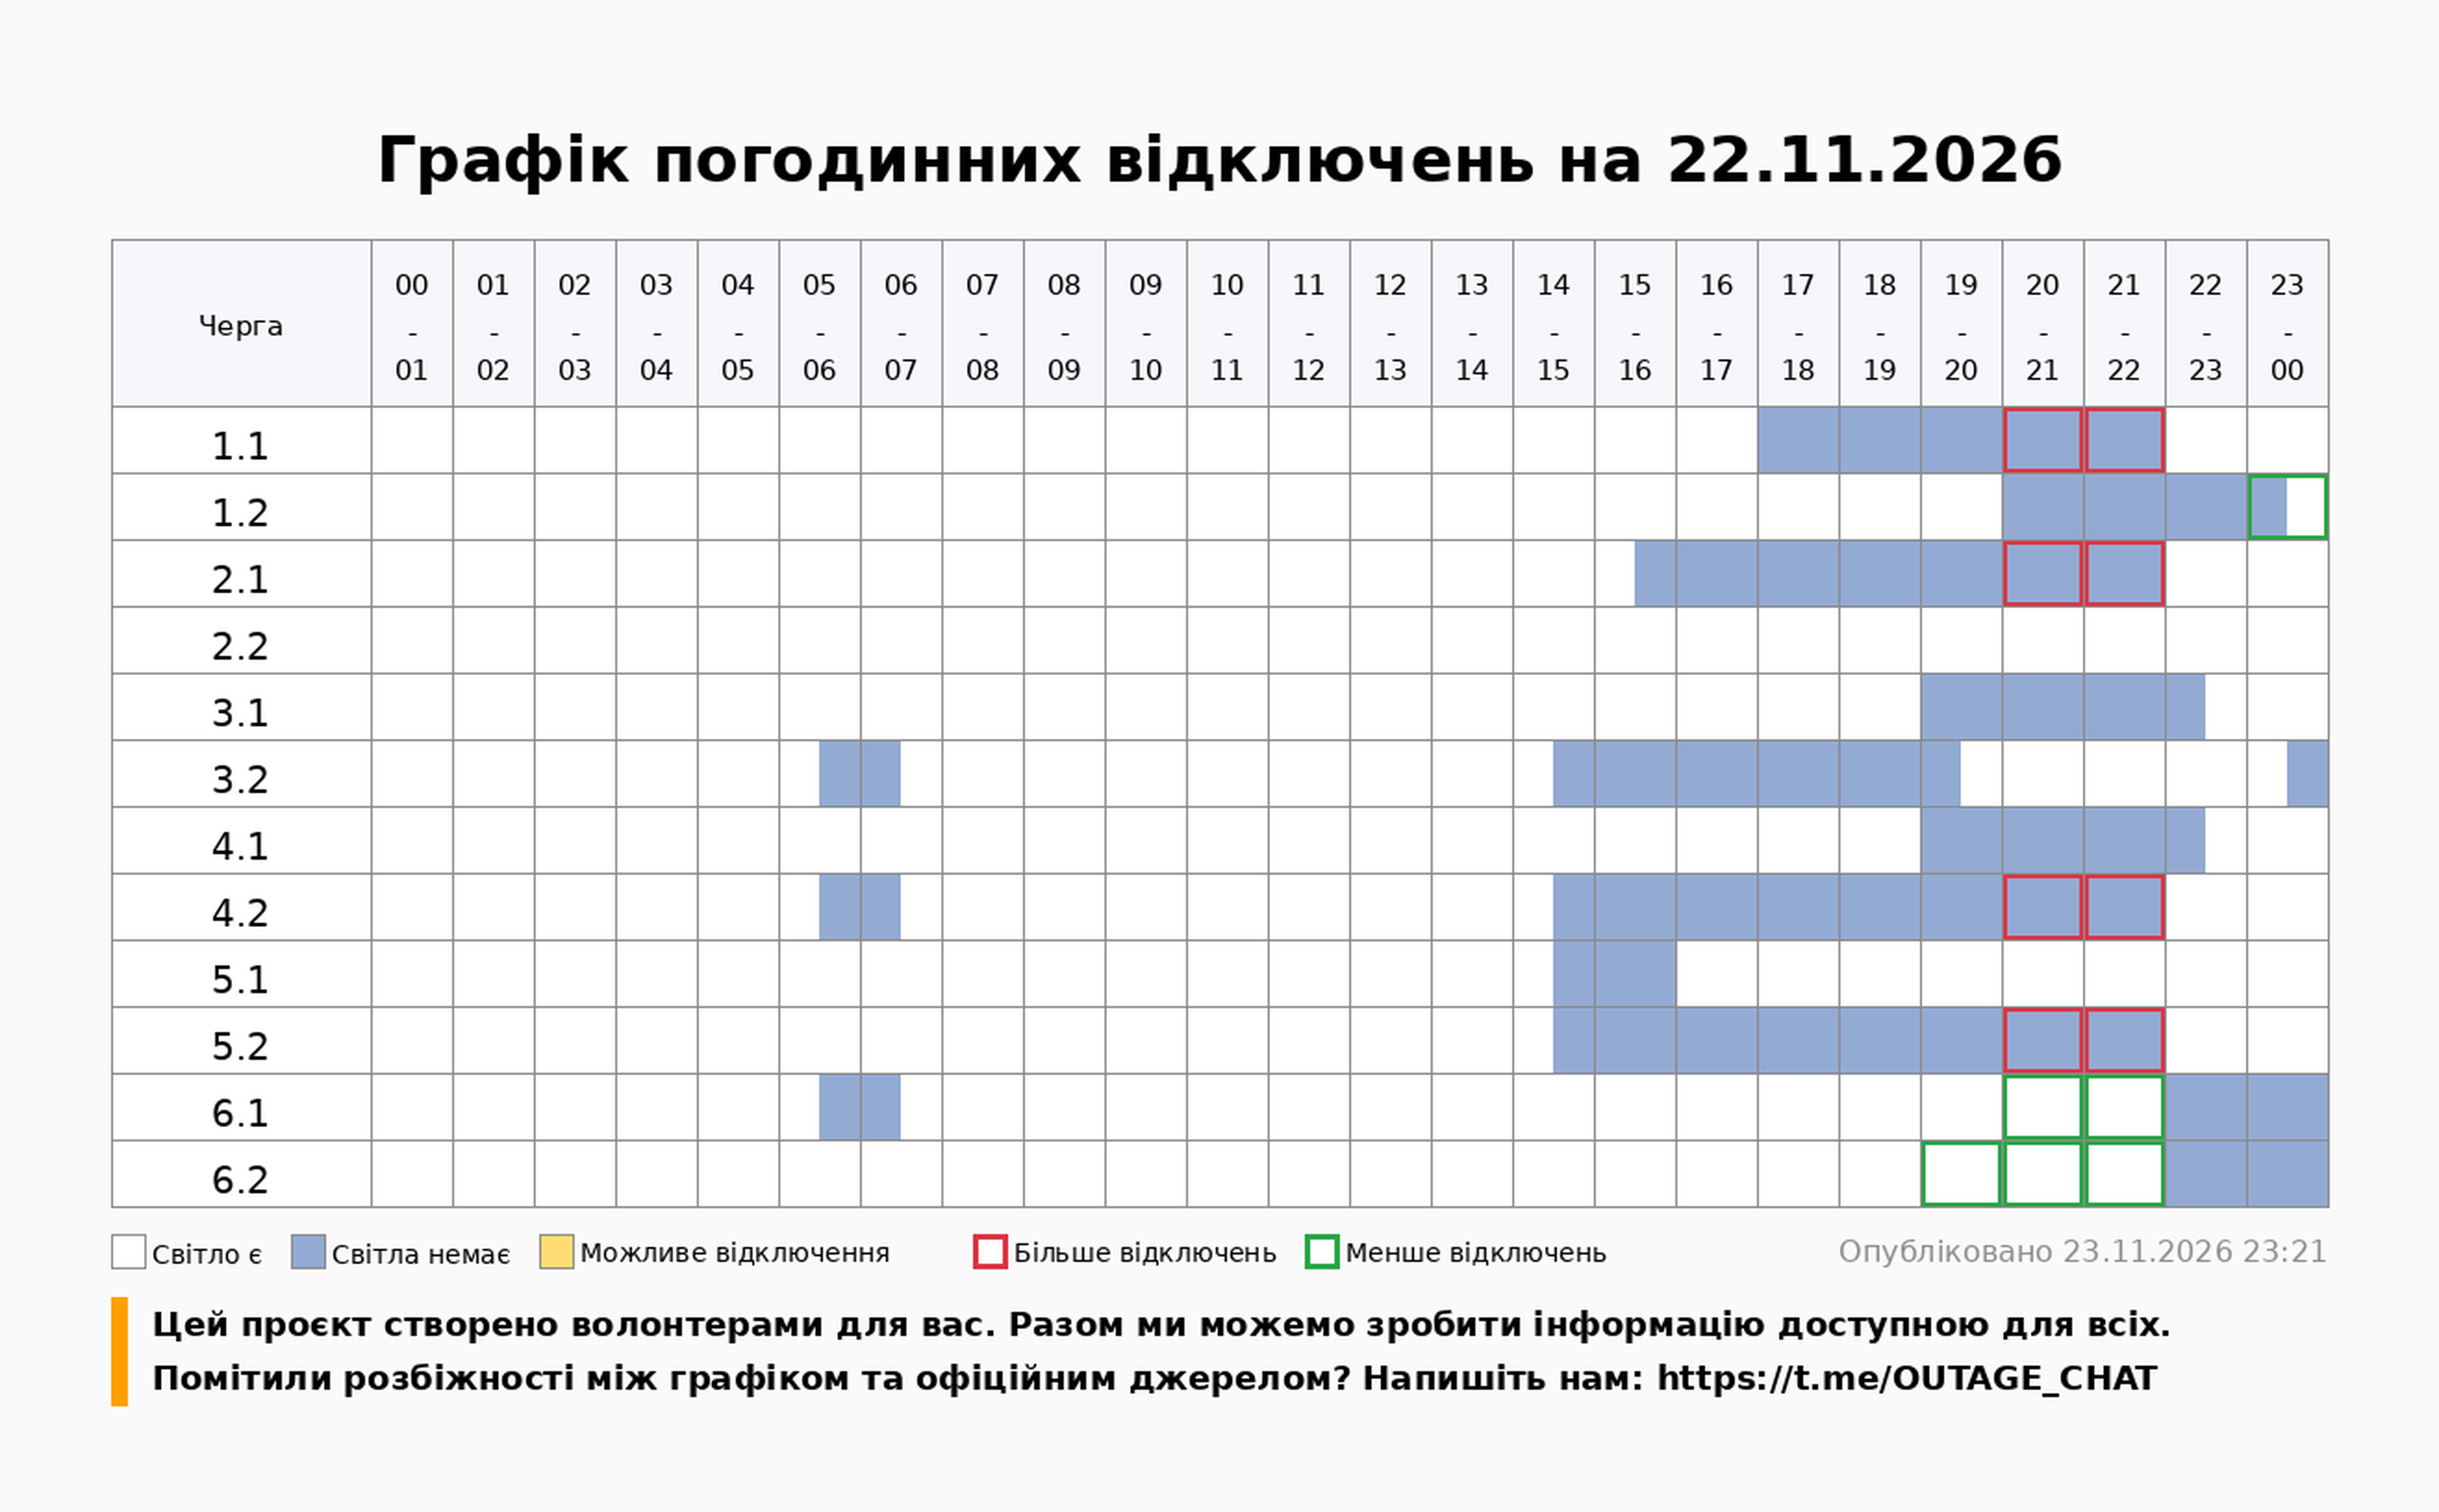 Графік погодинних відключень на 22.11.2026
Черга 00 - 01 01 - 02 02 - 03 03 - 04 04 - 05 05 - 06 06 - 07 07 - 08 08 - 09 09 - 10 10 - 11 11 - 12 12 - 13 13 - 14 14 - 15 15 - 16 16 - 17 17 - 18 18 - 19 19 - 20 20 - 21 21 - 22 22 - 23 23 - 00
1.1
1.2
2.1
2.2
3.1
3.2
4.1
4.2
5.1
5.2
6.1
6.2
Світло є Світла немає Можливе відключення Більше відключень Менше відключень Опубліковано 23.11.2026 23:21
Цей проєкт створено волонтерами для вас. Разом ми можемо зробити інформацію доступною для всіх.
Помітили розбіжності між графіком та офіційним джерелом? Напишіть нам: https://t.me/OUTAGE_CHAT